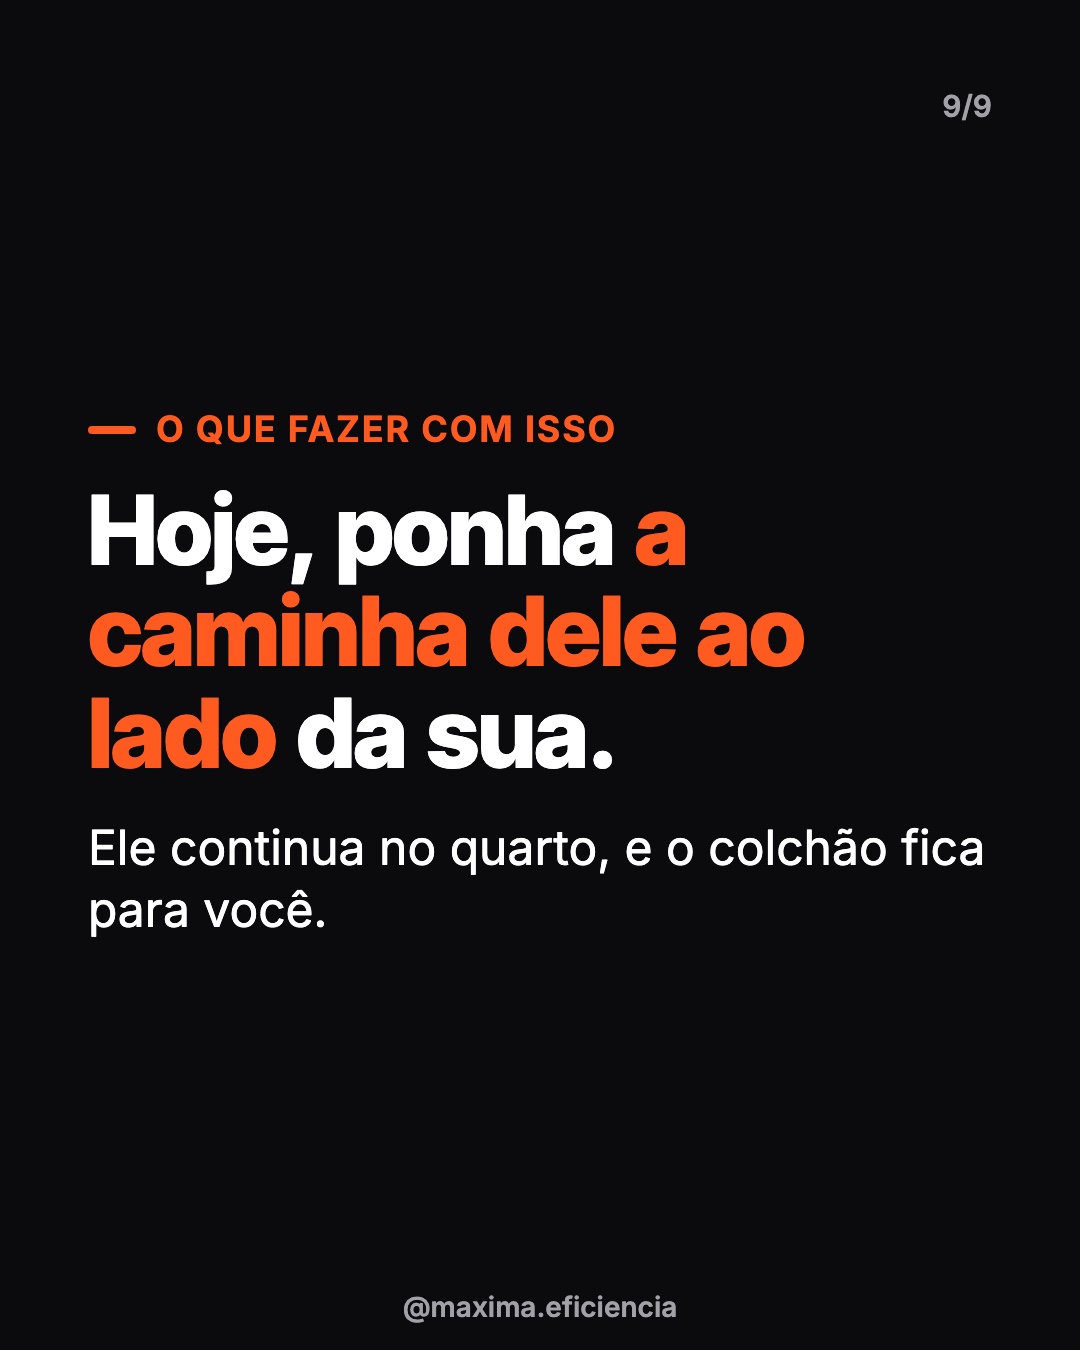 9/9
O QUE FAZER COM ISSO
Hoje, ponha a
caminha dele ao
lado da sua.
Ele continua no quarto, e o colchão fica
para você.
@maxima.eficiencia